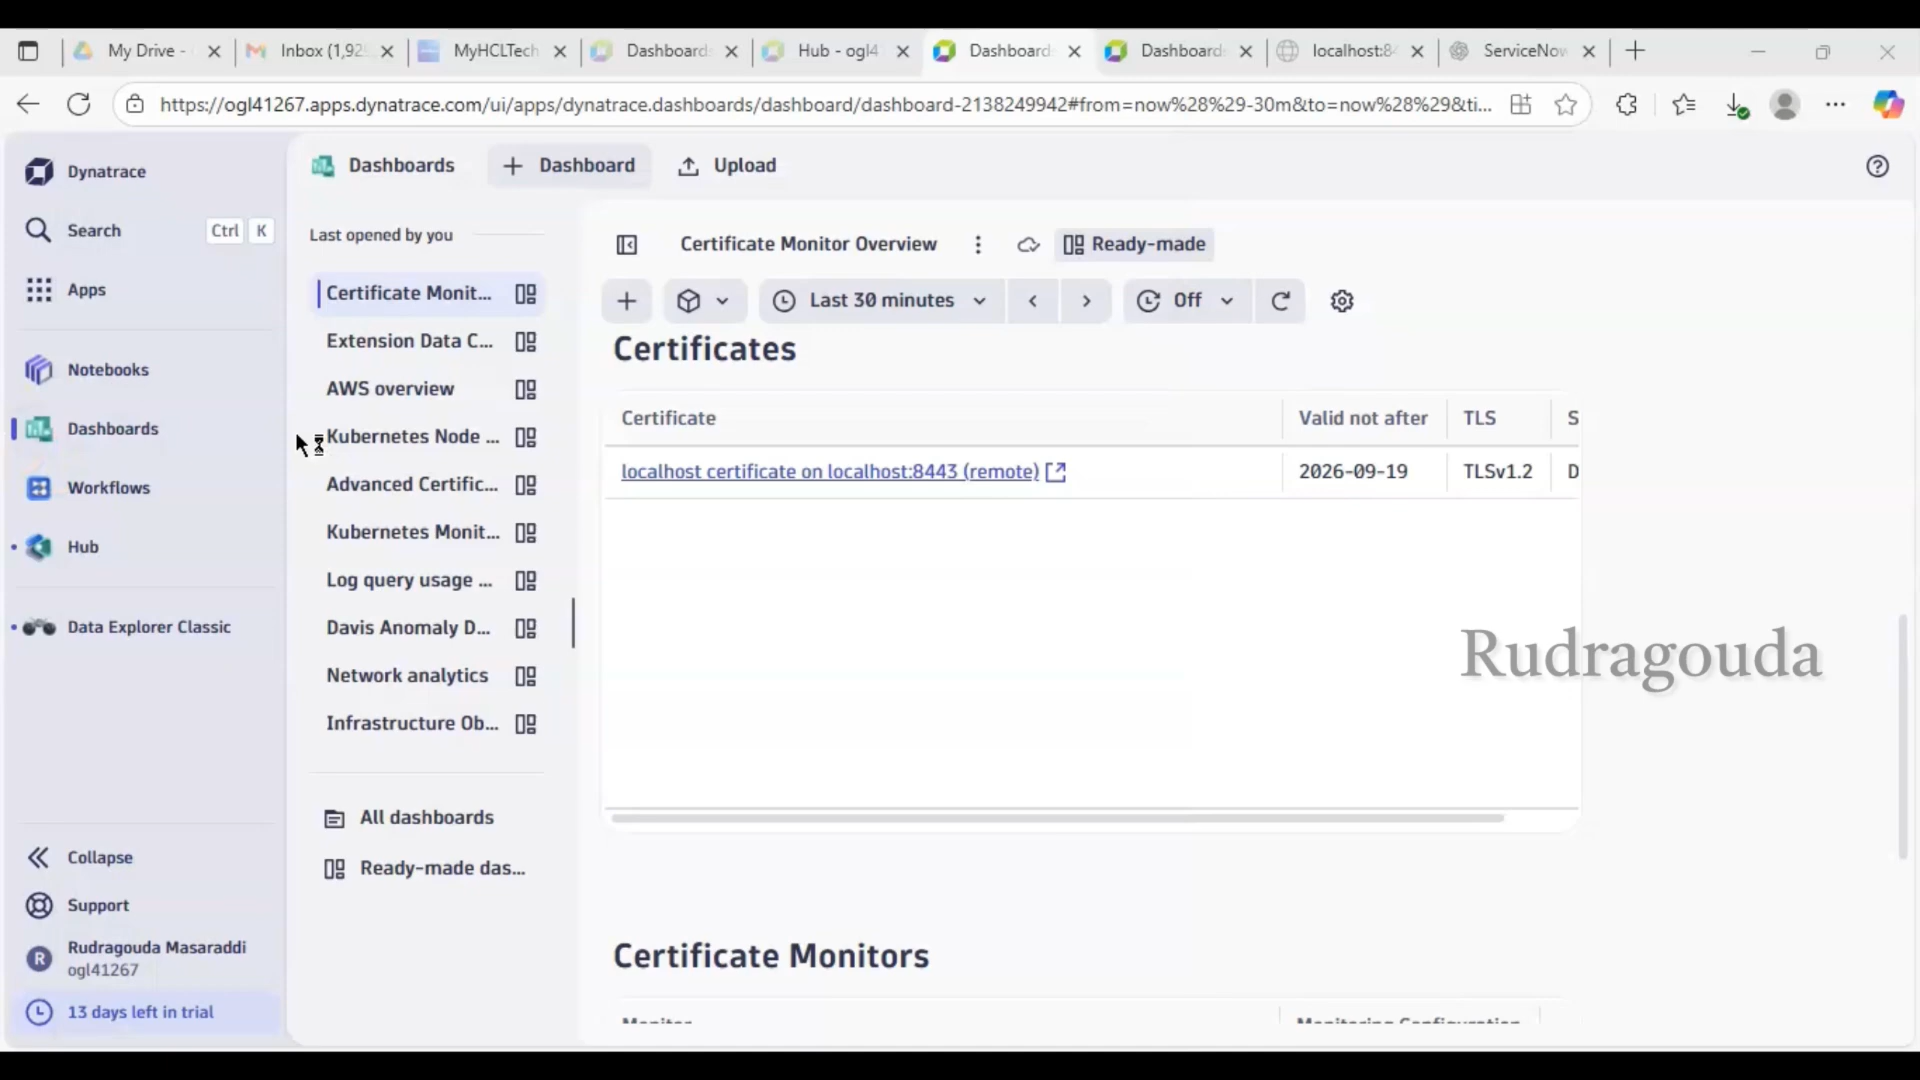 My Drive -
Inbox (1,92
MyHCLTech
Dashboard
Hub - ogl4
Dashboard
Dashboard
localhost:8
ServiceNow
https://ogl41267.apps.dynatrace.com/ui/apps/dynatrace.dashboards/dashboard/dashboard-2138249942#from=now%28%29-30m&to=now%28%29&ti...
Dynatrace
Search Ctrl K
Apps
Notebooks
Dashboards
Workflows
Hub
Data Explorer Classic
Collapse
Support
Rudragouda Masaraddi
ogl41267
13 days left in trial
Dashboards
Dashboard
Upload
Last opened by you
Certificate Monit...
Extension Data C...
AWS overview
Kubernetes Node ...
Advanced Certific...
Kubernetes Monit...
Log query usage ...
Davis Anomaly D...
Network analytics
Infrastructure Ob...
All dashboards
Ready-made das...
Certificate Monitor Overview
Ready-made
Last 30 minutes
Off
Certificates
Certificate Valid not after TLS S
localhost certificate on localhost:8443 (remote) 2026-09-19 TLSv1.2 D
Rudragouda
Certificate Monitors
Monitor Monitoring Configuration